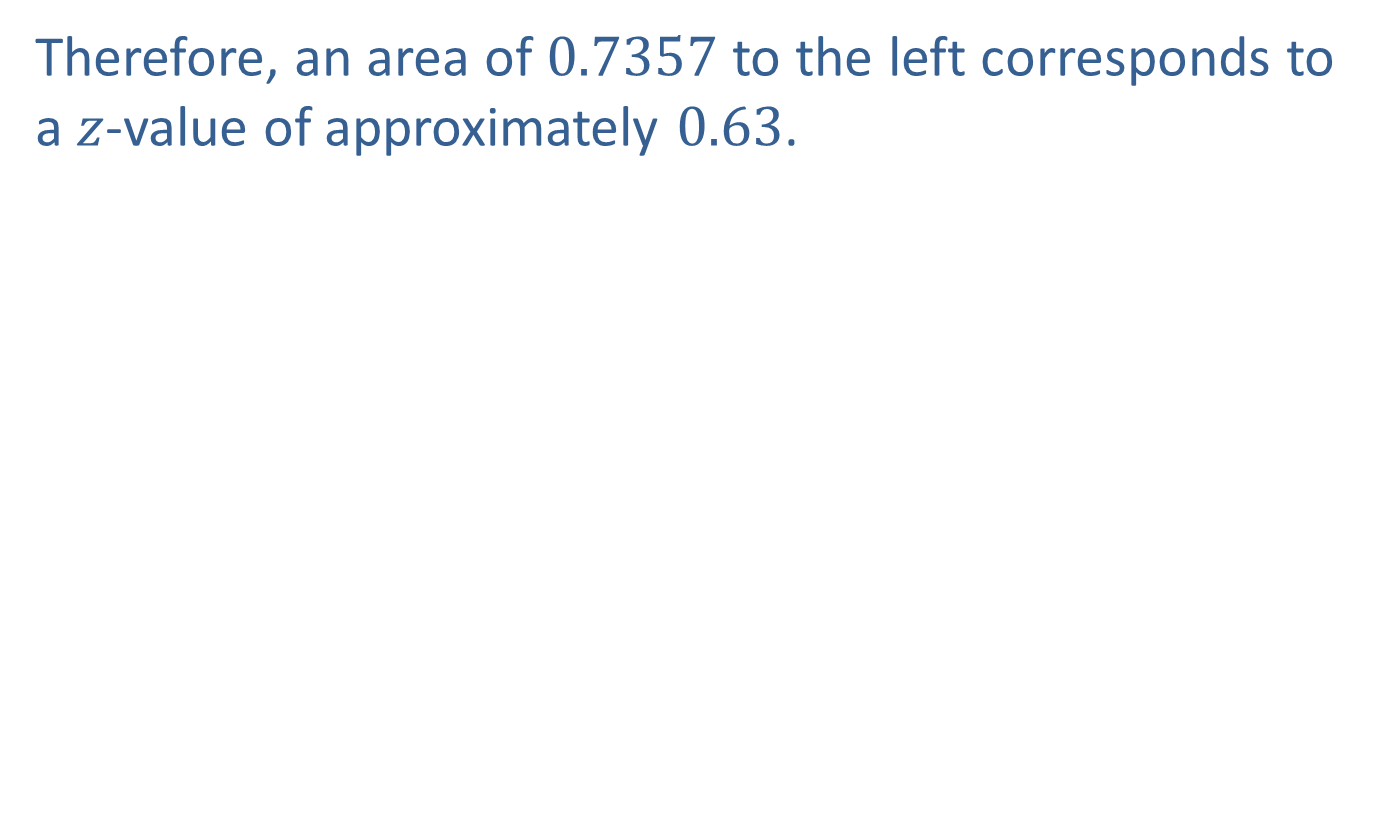 Therefore, an area of 0.7357 to the left corresponds to
a z-value of approximately 0.63.